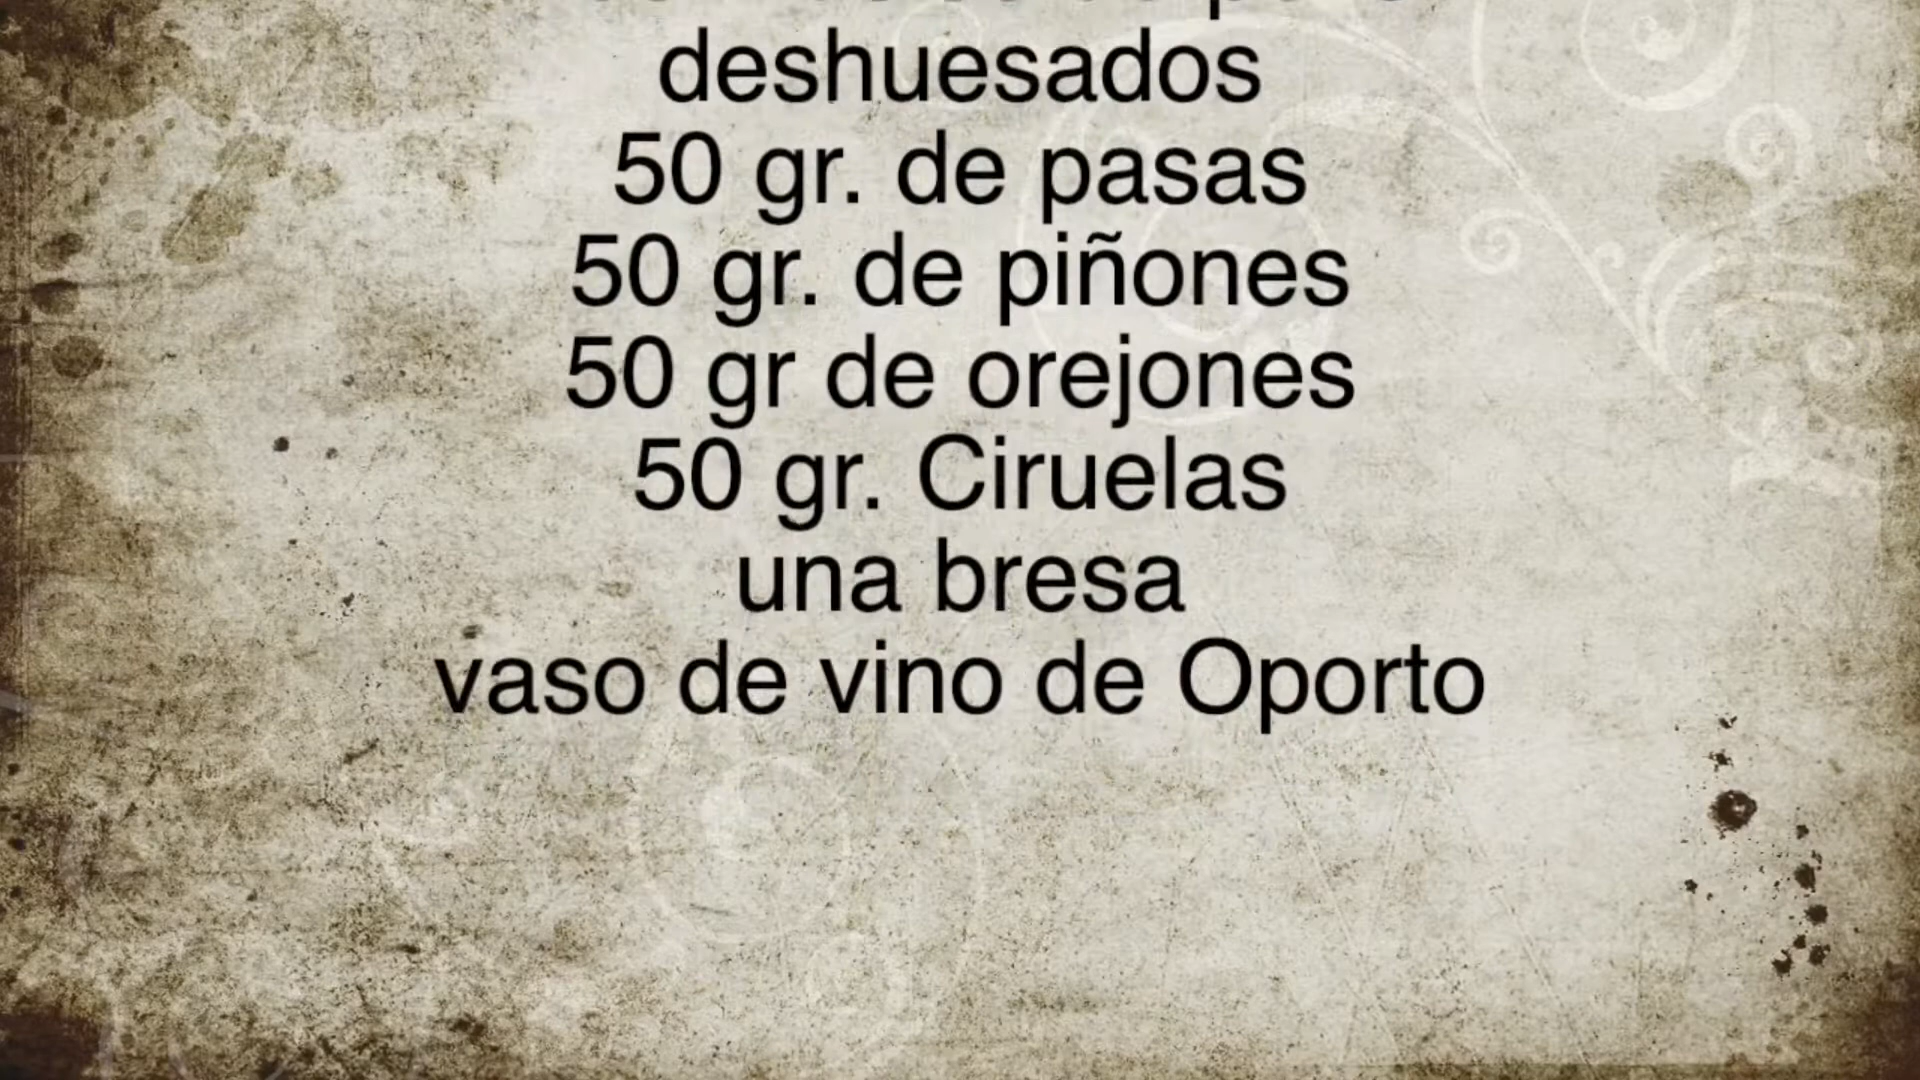 deshuesados
50 gr. de pasas
50 gr. de piñones
50 gr de orejones
50 gr. Ciruelas
una bresa
vaso de vino de Oporto